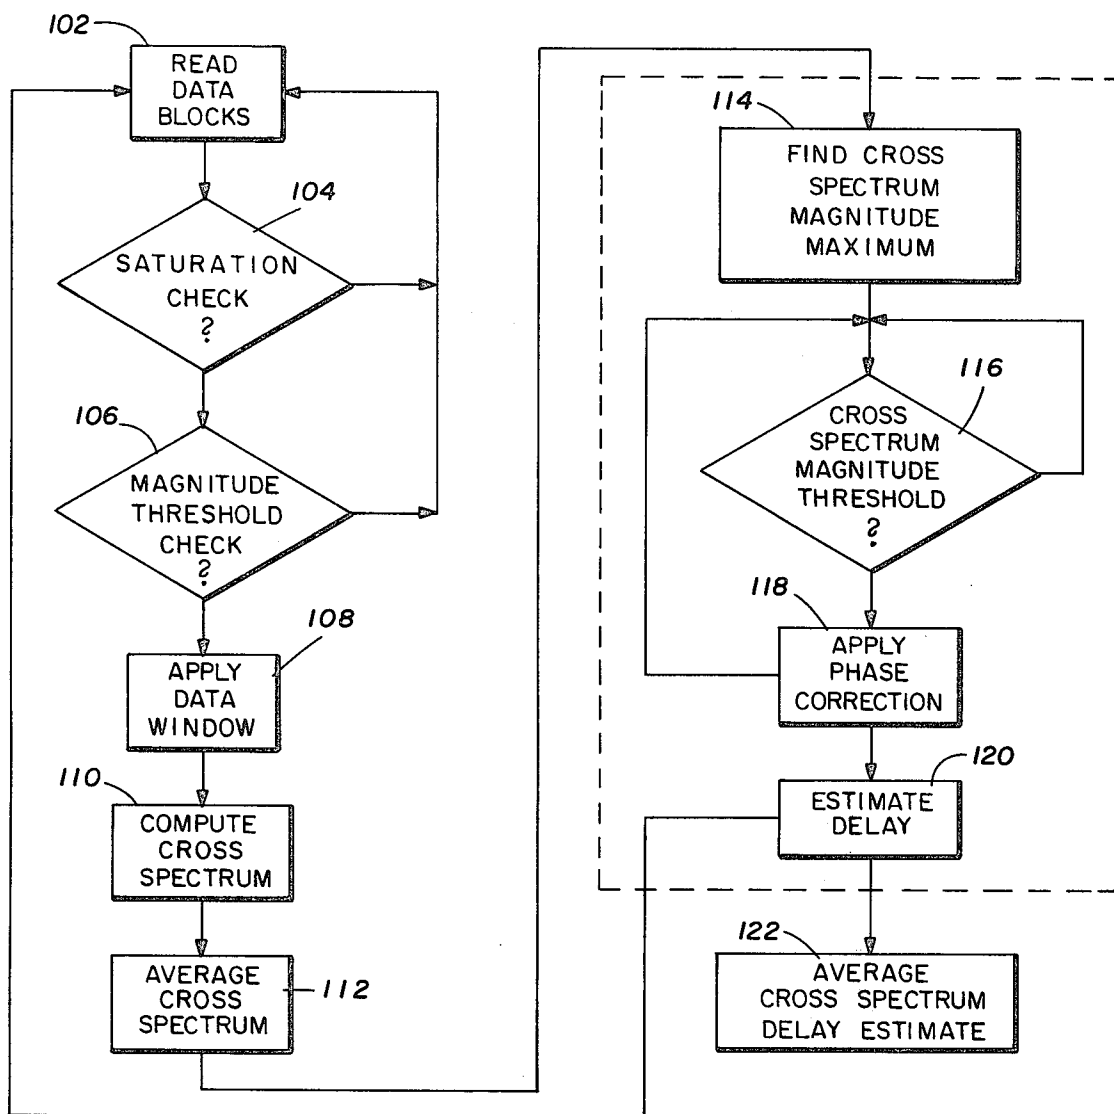 102
READ
DATA
BLOCKS
104
SATURATION
CHECK
?
106
MAGNITUDE
THRESHOLD
CHECK
?
108
APPLY
DATA
WINDOW
110
COMPUTE
CROSS
SPECTRUM
AVERAGE
CROSS
SPECTRUM
112
114
FIND CROSS
SPECTRUM
MAGNITUDE
MAXIMUM
116
CROSS
SPECTRUM
MAGNITUDE
THRESHOLD
?
118
APPLY
PHASE
CORRECTION
120
ESTIMATE
DELAY
122
AVERAGE
CROSS SPECTRUM
DELAY ESTIMATE